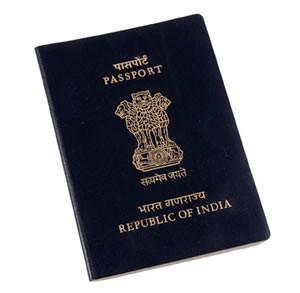 पासपोर्ट
PASSPORT
सत्यमेव जयते
भारत गणराज्य
REPUBLIC OF INDIA